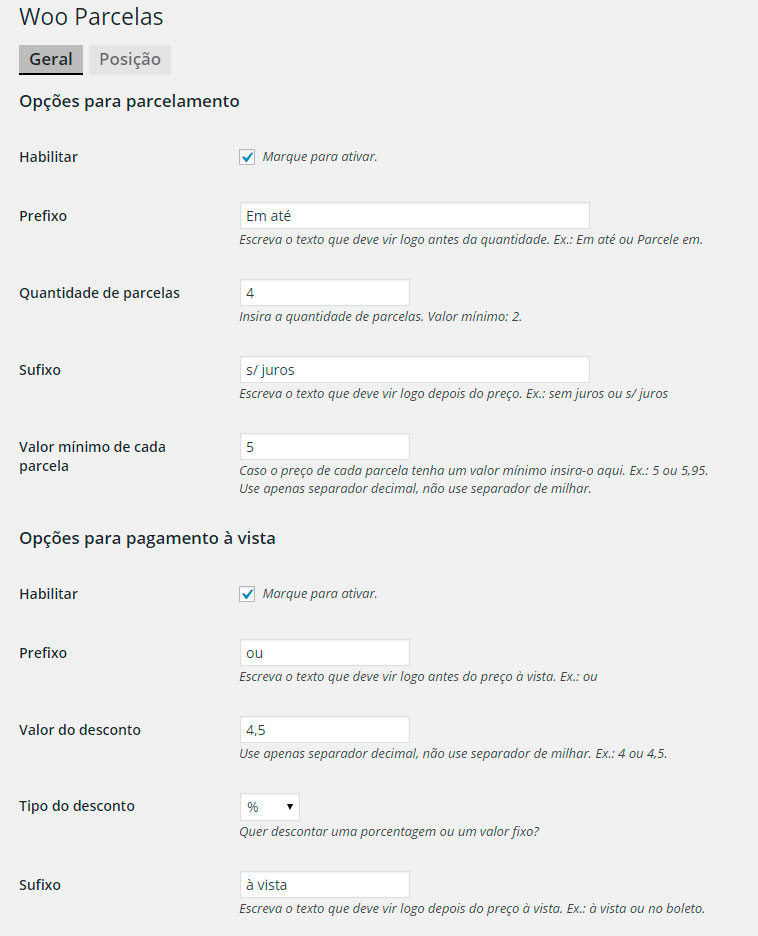 Woo Parcelas
Geral Posição
Opções para parcelamento
Habilitar Marque para ativar.
Prefixo Em até
Escreva o texto que deve vir logo antes da quantidade. Ex.: Em até ou Parcele em.
Quantidade de parcelas 4
Insira a quantidade de parcelas. Valor mínimo: 2.
Sufixo s/ juros
Escreva o texto que deve vir logo depois do preço. Ex.: sem juros ou s/ juros
Valor mínimo de cada
parcela
5
Caso o preço de cada parcela tenha um valor mínimo insira-o aqui. Ex.: 5 ou 5,95.
Use apenas separador decimal, não use separador de milhar.
Opções para pagamento à vista
Habilitar Marque para ativar.
Prefixo ou
Escreva o texto que deve vir logo antes do preço à vista. Ex.: ou
Valor do desconto 4,5
Use apenas separador decimal, não use separador de milhar. Ex.: 4 ou 4,5.
Tipo do desconto %
Quer descontar uma porcentagem ou um valor fixo?
Sufixo à vista
Escreva o texto que deve vir logo depois do preço à vista. Ex.: à vista ou no boleto.